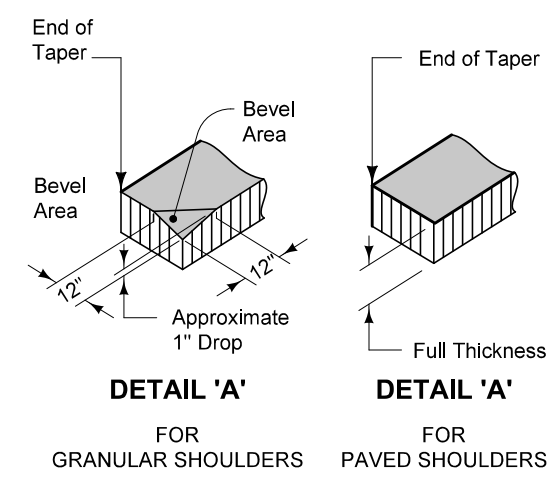 End of
Taper
Bevel
Area
Bevel
Area
12"
12"
Approximate
1" Drop
DETAIL 'A'
FOR
GRANULAR SHOULDERS
End of Taper
Full Thickness
DETAIL 'A'
FOR
PAVED SHOULDERS